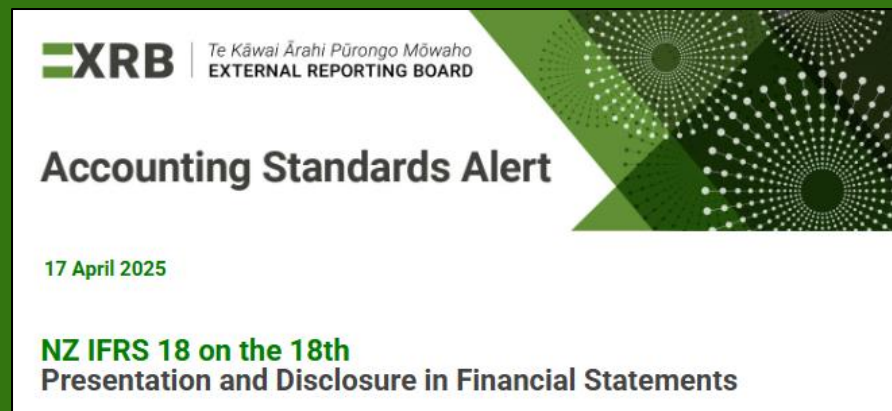 XRB
Te Kāwai Ārahi Pūrongo Mōwaho
EXTERNAL REPORTING BOARD
Accounting Standards Alert
17 April 2025
NZ IFRS 18 on the 18th
Presentation and Disclosure in Financial Statements